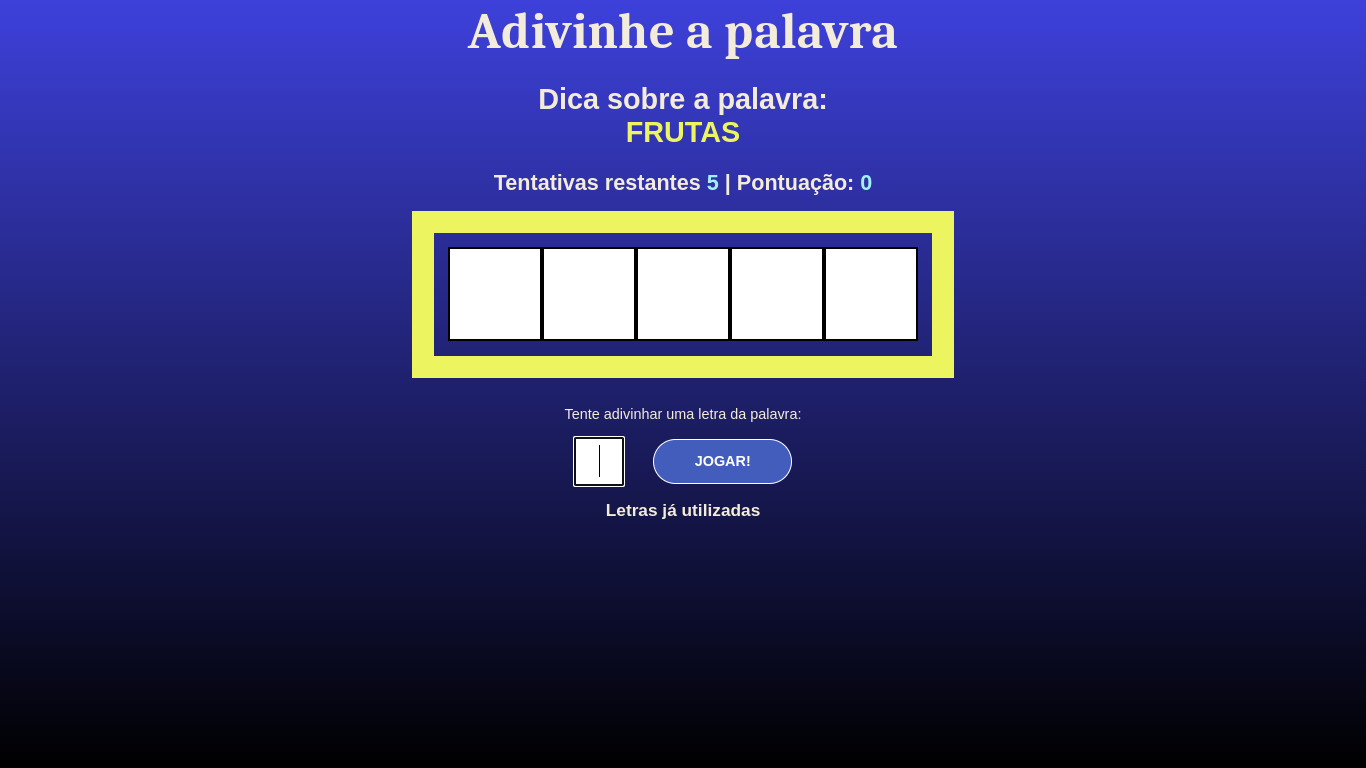 Adivinhe a palavra
Dica sobre a palavra:
FRUTAS
Tentativas restantes 5 | Pontuação: 0
Tente adivinhar uma letra da palavra:
JOGAR!
Letras já utilizadas